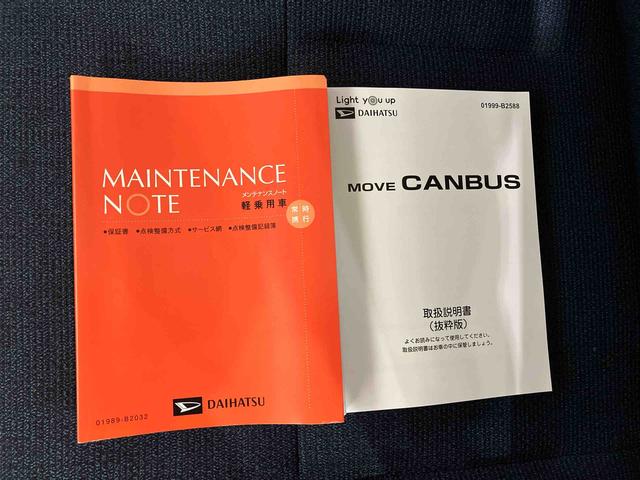 MAINTENANCE
NOTE
メンテナンスノート
軽乗用車
常時
携行
●保証書 ●点検整備方式 ●サービス網 ●点検整備記録簿
DAIHATSU
01989-B2032
Light you up
DAIHATSU
01999-B2588
MOVE CANBUS
取扱説明書
（抜粋版）
よくお読みになって使用してください。
取扱説明書はお車の中に保管しましょう。